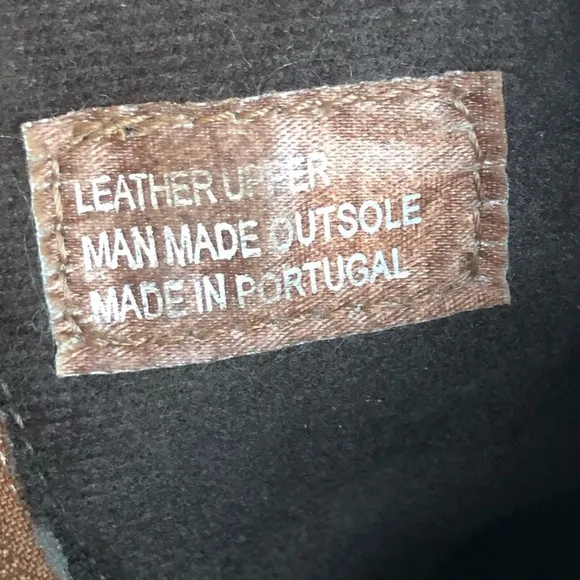 LEATHER UPPER
MAN MADE OUTSOLE
MADE IN PORTUGAL